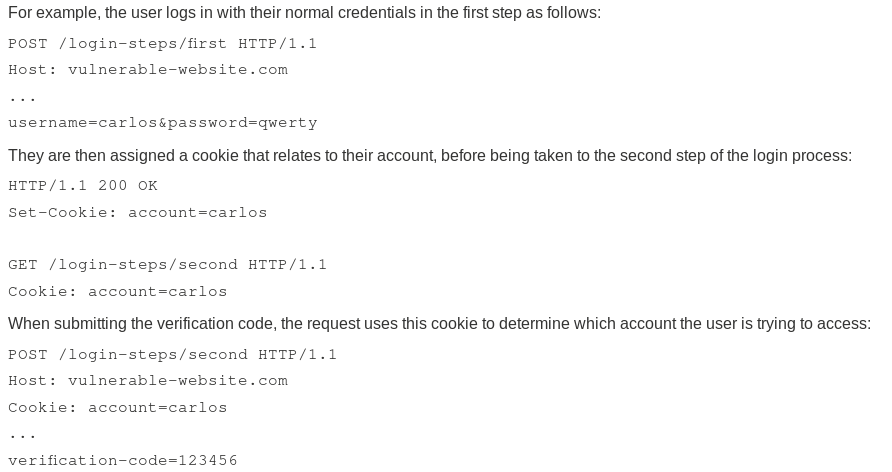 For example, the user logs in with their normal credentials in the first step as follows:
POST /login-steps/first HTTP/1.1
Host: vulnerable-website.com
...
username=carlos&password=qwerty
They are then assigned a cookie that relates to their account, before being taken to the second step of the login process:
HTTP/1.1 200 OK
Set-Cookie: account=carlos
GET /login-steps/second HTTP/1.1
Cookie: account=carlos
When submitting the verification code, the request uses this cookie to determine which account the user is trying to access:
POST /login-steps/second HTTP/1.1
Host: vulnerable-website.com
Cookie: account=carlos
...
verification-code=123456